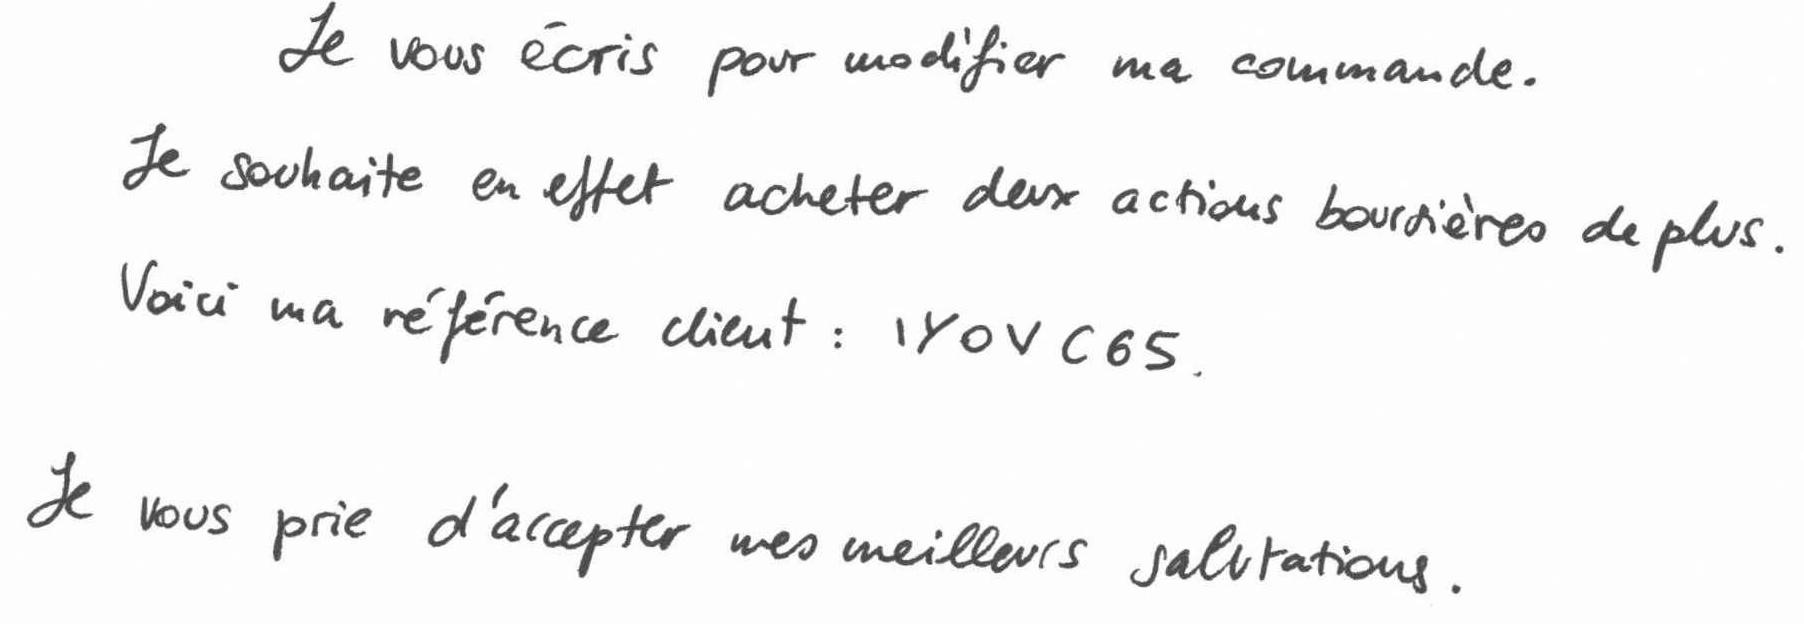 Je vous écris pour modifier ma commande.
Je souhaite en effet acheter deux actions boursières de plus.
Voici ma référence client : 1YOVC65.
Je vous prie d'accepter mes meilleurs salutations.